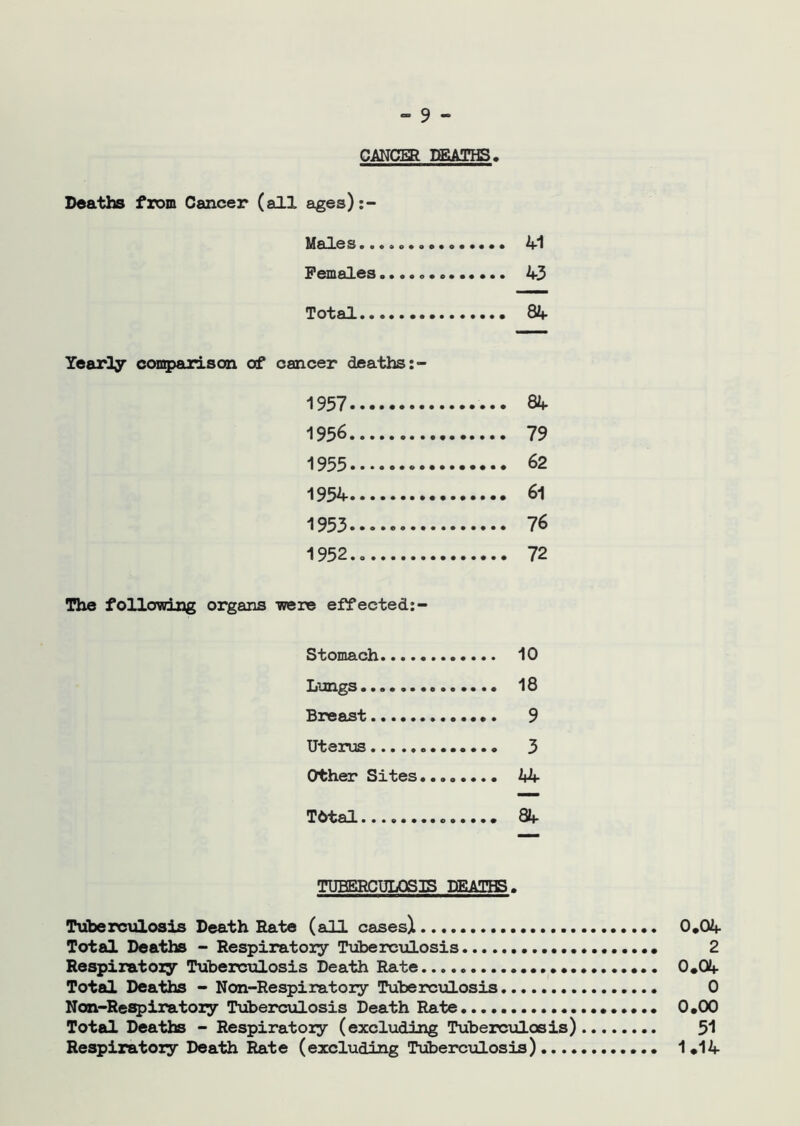 - 9 -
CANCER DEATHS.
Deaths from Cancer (all ages):-
Males............... 41
Females............. 43
Total............... 84
Yearly comparison of cancer deaths:-
1957................ 84
1956................ 79
1955................ 62
1954................ 61
1953................ 76
1952................ 72
The following organs were effected:-
Stomach............ 10
Lungs.............. 18
Breast............. 9
Uterus............. 3
Other Sites........ 44
Tótal.............. 84
TUBERCULOSIS DEATHS.
Tuberculosis Death Rate (all cases)......................... 0.04
Total Deaths - Respiratory Tuberculosis.................... 2
Respiratory Tuberculosis Death Rate........................ 0.04
Total Deaths - Non-Respiratory Tuberculosis................ 0
Non-Respiratory Tuberculosis Death Rate.................... 0.00
Total Deaths - Respiratory (excluding Tuberculosis)........ 51
Respiratory Death Rate (excluding Tuberculosis)............ 1.14